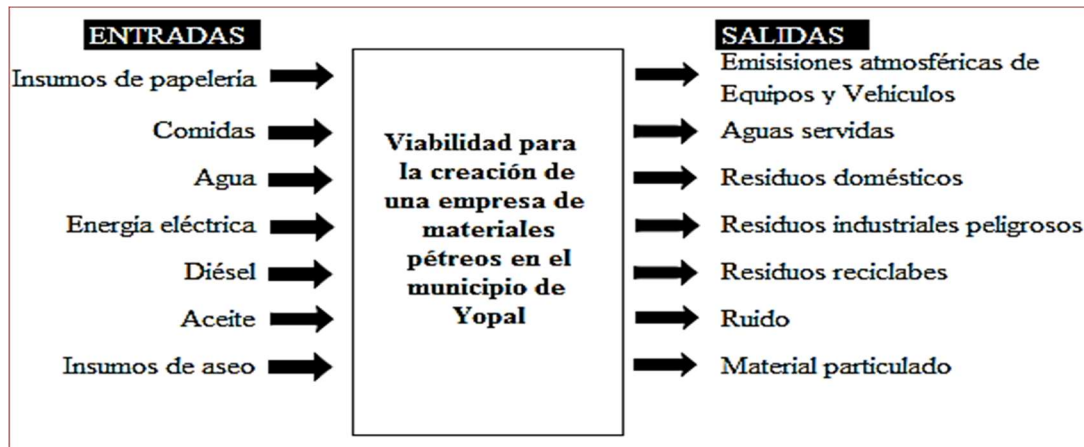 ENTRADAS
Insumos de papelería
Comidas
Agua
Energía eléctrica
Diésel
Aceite
Insumos de aseo
Viabilidad para
la creación de
una empresa de
materiales
pétreos en el
municipio de
Yopal
SALIDAS
Emisisiones atmosféricas de
Equipos y Vehículos
Aguas servidas
Residuos domésticos
Residuos industriales peligrosos
Residuos reciclabes
Ruido
Material particulado